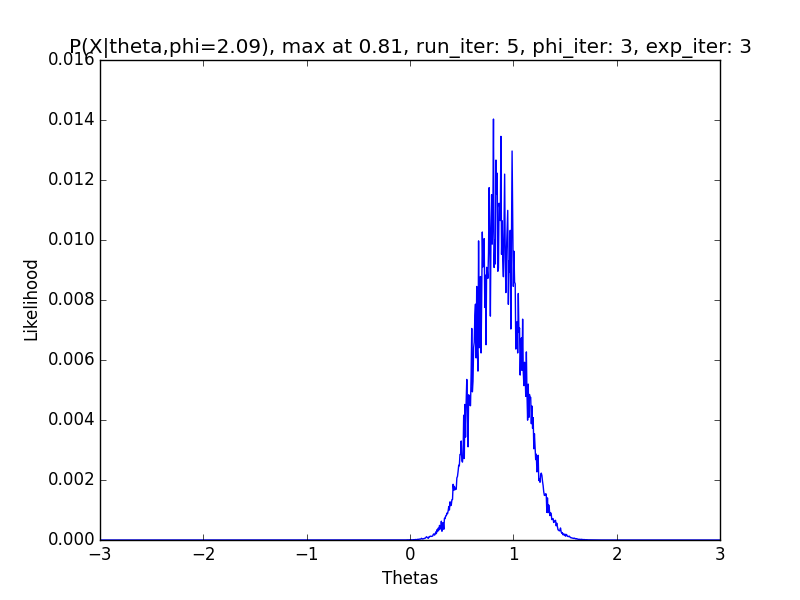 P(X|theta,phi=2.09), max at 0.81, run_iter: 5, phi_iter: 3, exp_iter: 3
0.016
0.014
0.012
0.010
0.008
0.006
0.004
0.002
0.000
Likelihood
−3 −2 −1 0 1 2 3
Thetas